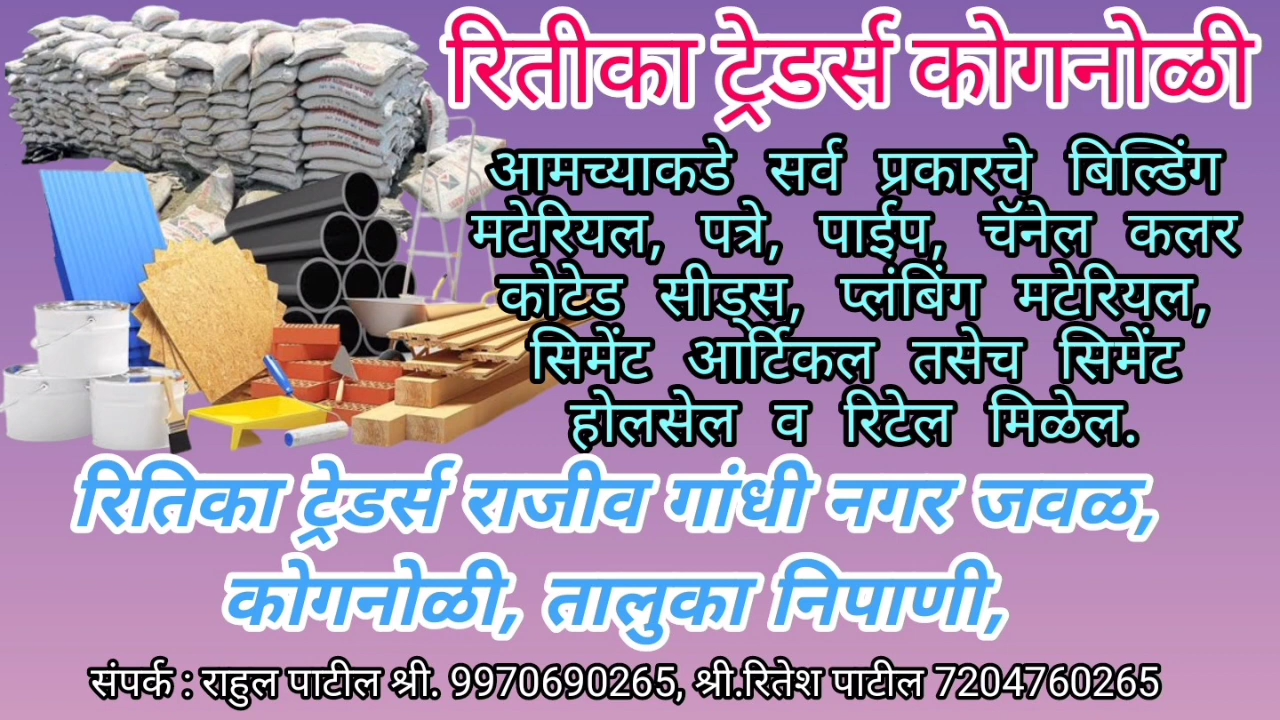 रितीका ट्रेडर्स कोगनोळी
आमच्याकडे सर्व प्रकारचे बिल्डिंग
मटेरियल, पत्रे, पाईप, चॅनेल कलर
कोटेड सीड्स, प्लंबिंग मटेरियल,
सिमेंट आर्टिकल तसेच सिमेंट
होलसेल व रिटेल मिळेल.
रितिका ट्रेडर्स राजीव गांधी नगर जवळ,
कोगनोळी, तालुका निपाणी,
संपर्क : राहुल पाटील श्री. 9970690265, श्री.रितेश पाटील 7204760265